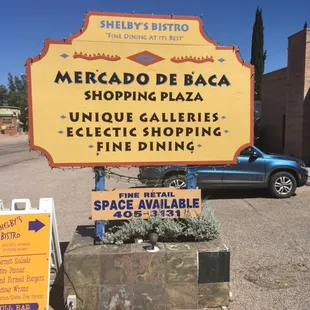 SHELBY'S BISTRO
"FINE DINING AT ITS BEST"
MERCADO DE BACA
SHOPPING PLAZA
UNIQUE GALLERIES
ECLECTIC SHOPPING
FINE DINING
FINE RETAIL
SPACE AVAILABLE
405-3131
SHELBY'S
BISTRO